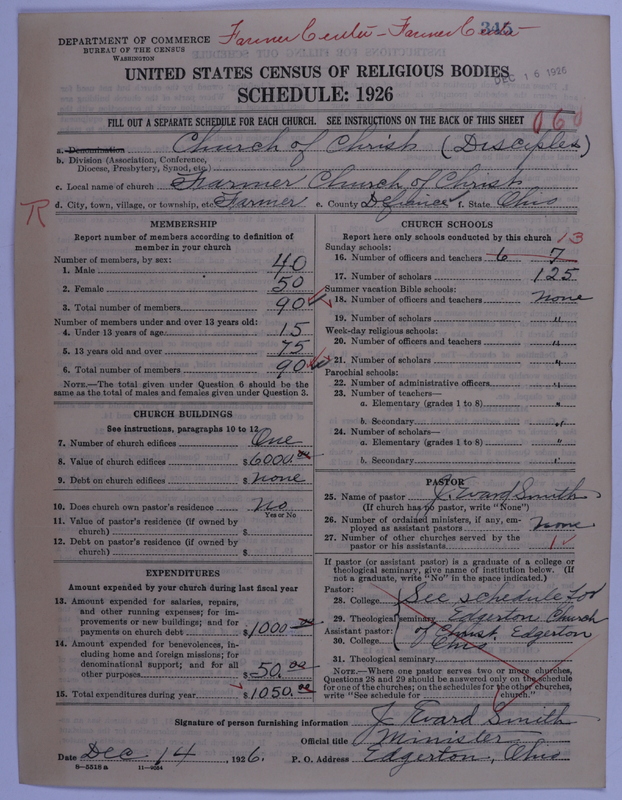 345
DEPARTMENT OF COMMERCE
BUREAU OF THE CENSUS
WASHINGTON
Farmer Center - Farmer Center
DEC 16 1926
UNITED STATES CENSUS OF RELIGIOUS BODIES
SCHEDULE: 1926
FILL OUT A SEPARATE SCHEDULE FOR EACH CHURCH. SEE INSTRUCTIONS ON THE BACK OF THIS SHEET
060
a. Denomination Church of Christ (Disciples)
b. Division (Association, Conference,
Diocese, Presbytery, Synod, etc.)
c. Local name of church Farmer Church of Christ
R
d. City, town, village, or township, etc. Farmer e. County Defiance f. State Ohio
MEMBERSHIP
Report number of members according to definition of
member in your church
Number of members, by sex:
1. Male 40
2. Female 50
3. Total number of members 90
Number of members under and over 13 years old:
4. Under 13 years of age 15
5. 13 years old and over 75
6. Total number of members 90
NOTE.—The total given under Question 6 should be the
same as the total of males and females given under Question 3.
CHURCH BUILDINGS
See instructions, paragraphs 10 to 12
7. Number of church edifices One
8. Value of church edifices $6000.00
9. Debt on church edifices $ none
10. Does church own pastor's residence No
Yes or No
11. Value of pastor's residence (if owned by
church) $
12. Debt on pastor's residence (if owned by
church) $
EXPENDITURES
Amount expended by your church during last fiscal year
13. Amount expended for salaries, repairs,
and other running expenses; for im-
provements or new buildings; and for
payments on church debt $1000.00
14. Amount expended for benevolences, in-
cluding home and foreign missions; for
denominational support; and for all
other purposes $50.00
15. Total expenditures during year $1050.00
CHURCH SCHOOLS
Report here only schools conducted by this church
13
Sunday schools:
16. Number of officers and teachers 6 7
17. Number of scholars 125
Summer vacation Bible schools:
18. Number of officers and teachers none
19. Number of scholars "
Week-day religious schools:
20. Number of officers and teachers "
21. Number of scholars "
Parochial schools:
22. Number of administrative officers "
23. Number of teachers—
a. Elementary (grades 1 to 8) "
b. Secondary "
24. Number of scholars—
a. Elementary (grades 1 to 8) "
b. Secondary "
PASTOR
25. Name of pastor J. Evard Smith
(If church has no pastor, write "None")
26. Number of ordained ministers, if any, em-
ployed as assistant pastors none
27. Number of other churches served by the
pastor or his assistants 1
If pastor (or assistant pastor) is a graduate of a college or
theological seminary, give name of institution below. (If
not a graduate, write "No" in the space indicated.)
Pastor:
28. College See schedule for
29. Theological seminary Edgerton Church
Assistant pastor: of Christ, Edgerton
30. College Ohio
31. Theological seminary
NOTE.—Where one pastor serves two or more churches,
Questions 28 and 29 should be answered only on the schedule
for one of the churches; on the schedules for the other churches,
write "See schedule for church."
Signature of person furnishing information J. Evard Smith
Official title Minister
Date Dec 14, 1926. P. O. Address Edgerton, Ohio
8—5518 a 11—9084